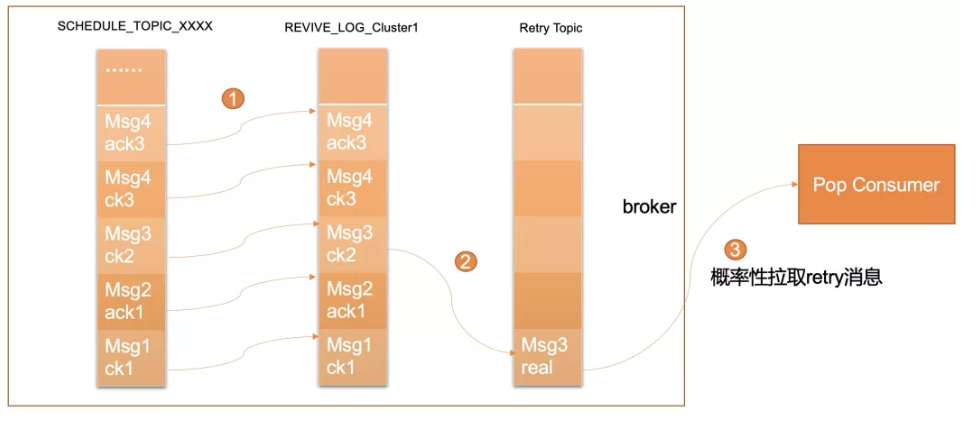 SCHEDULE_TOPIC_XXXX
REVIVE_LOG_Cluster1
Retry Topic
......
Msg4
ack3
Msg4
ck3
Msg3
ck2
Msg2
ack1
Msg1
ck1
1
Msg4
ack3
Msg4
ck3
Msg3
ck2
Msg2
ack1
Msg1
ck1
2
Msg3
real
broker
3
概率性拉取retry消息
Pop Consumer